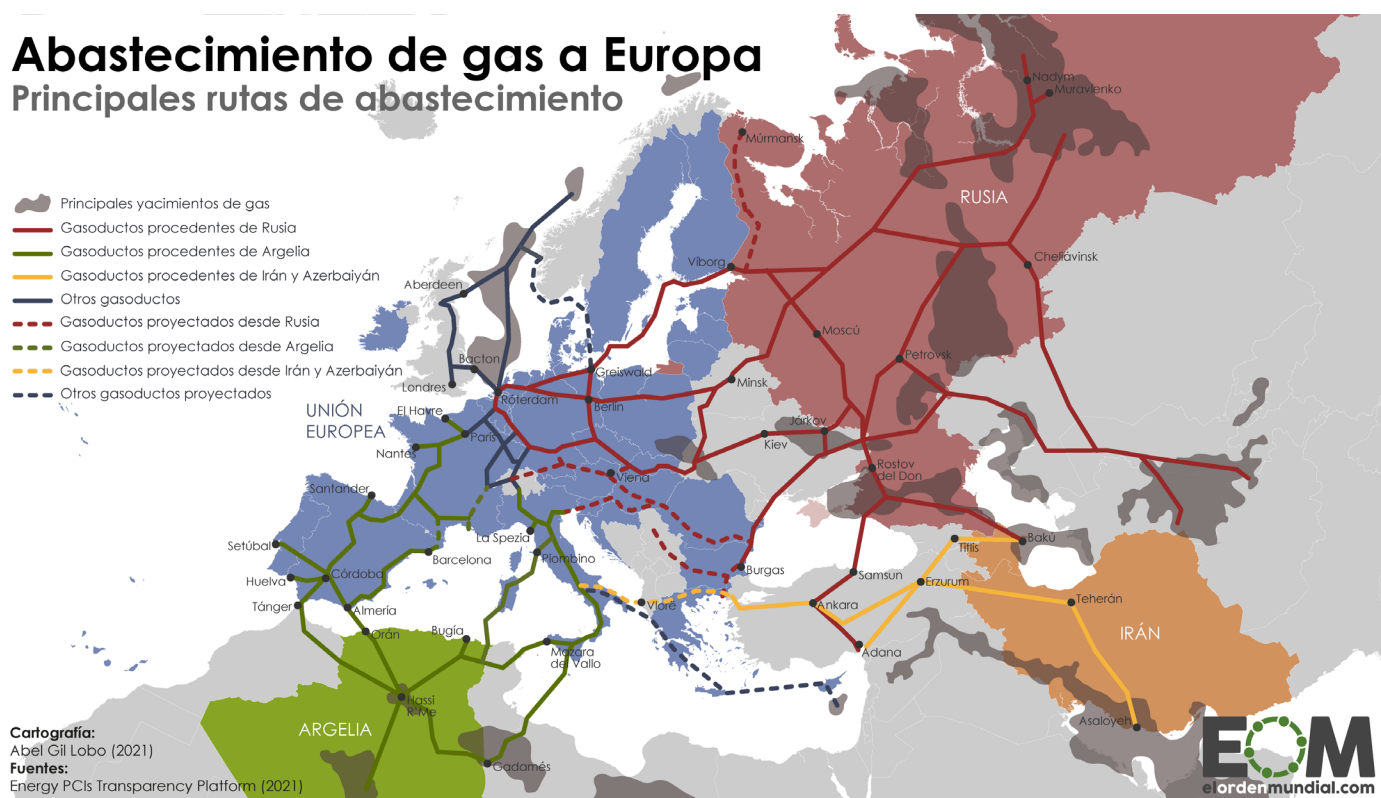 Abastecimiento de gas a Europa
Principales rutas de abastecimiento
Principales yacimientos de gas
Gasoductos procedentes de Rusia
Gasoductos procedentes de Argelia
Gasoductos procedentes de Irán y Azerbaiyán
Otros gasoductos
Gasoductos proyectados desde Rusia
Gasoductos proyectados desde Argelia
Gasoductos proyectados desde Irán y Azerbaiyán
Otros gasoductos proyectados
Nadym
Muravlenko
Múrmansk
RUSIA
Víborg
Cheliávinsk
Aberdeen
Moscú
Bacton
Petrovsk
Londres
Greiswald
Minsk
Róterdam
Berlín
UNIÓN
EUROPEA
El Havre
París
Járkov
Kiev
Nantes
Viena
Rostov
del Don
Santander
Setúbal
La Spezia
Piombino
Barcelona
Burgas
Tiflis
Bakú
Huelva
Córdoba
Samsun
Erzurum
Tánger
Almería
Vlorë
Ankara
Teherán
Orán
Bugía
Mazara
del Vallo
Adana
IRÁN
Hassi
R'Me
ARGELIA
Asaloyeh
Gadamés
Cartografía:
Abel Gil Lobo (2021)
Fuentes:
Energy PCIs Transparency Platform (2021)
EOM
elordenmundial.com